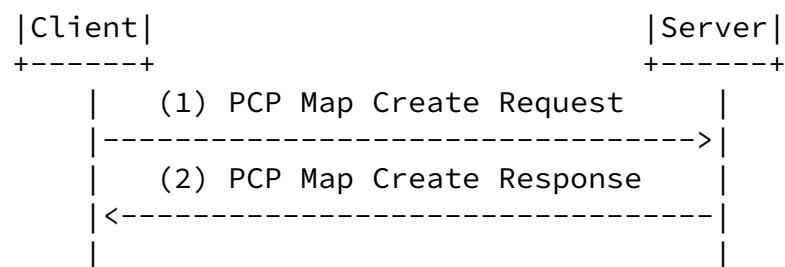 |Client| |Server|
+------+ +------+
| (1) PCP Map Create Request |
|--------------------------------->|
| (2) PCP Map Create Response |
|<---------------------------------|
| |